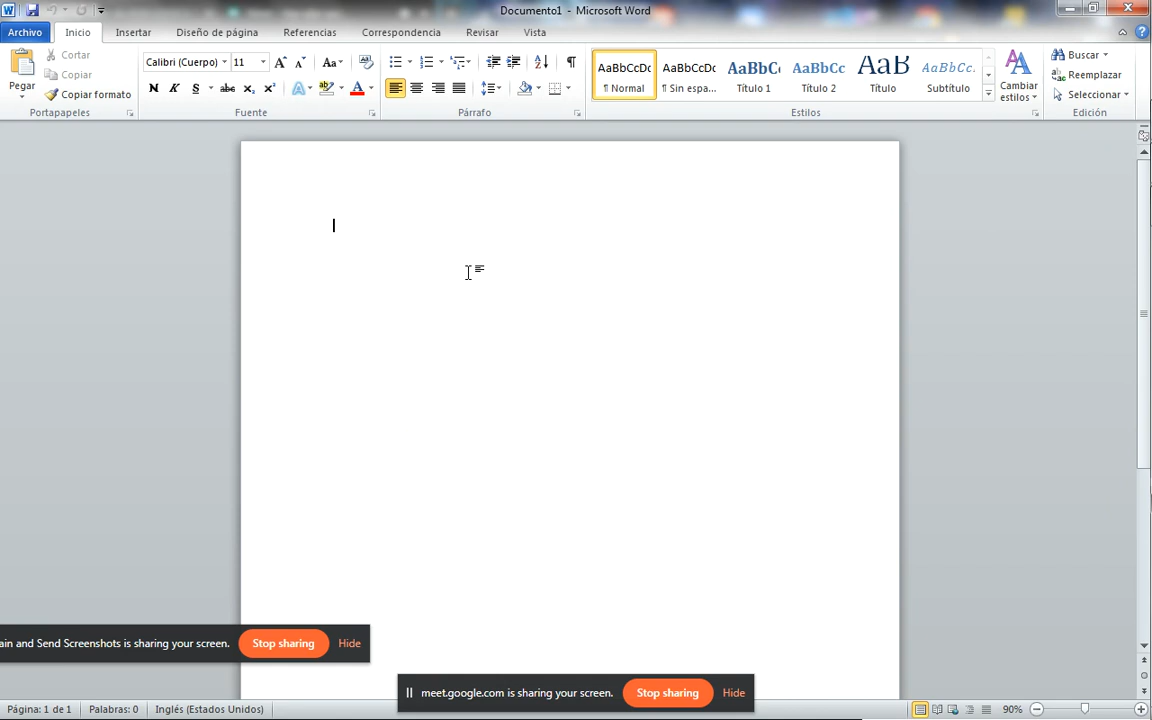 Documento1 - Microsoft Word
Archivo Inicio Insertar Diseño de página Referencias Correspondencia Revisar Vista
Pegar
Cortar
Copiar
Copiar formato
Portapapeles
Calibri (Cuerpo) 11
Aa
N K S abc x₂ x² A A
Fuente
Párrafo
AaBbCcDc AaBbCcDc AaBbC AaBbCc AaB AaBbCc.
¶ Normal ¶ Sin espa... Título 1 Título 2 Título Subtítulo
Estilos
Cambiar
estilos
Buscar
Reemplazar
Seleccionar
Edición
ain and Send Screenshots is sharing your screen. Stop sharing Hide
meet.google.com is sharing your screen. Stop sharing Hide
Página: 1 de 1 Palabras: 0 Inglés (Estados Unidos) 90%